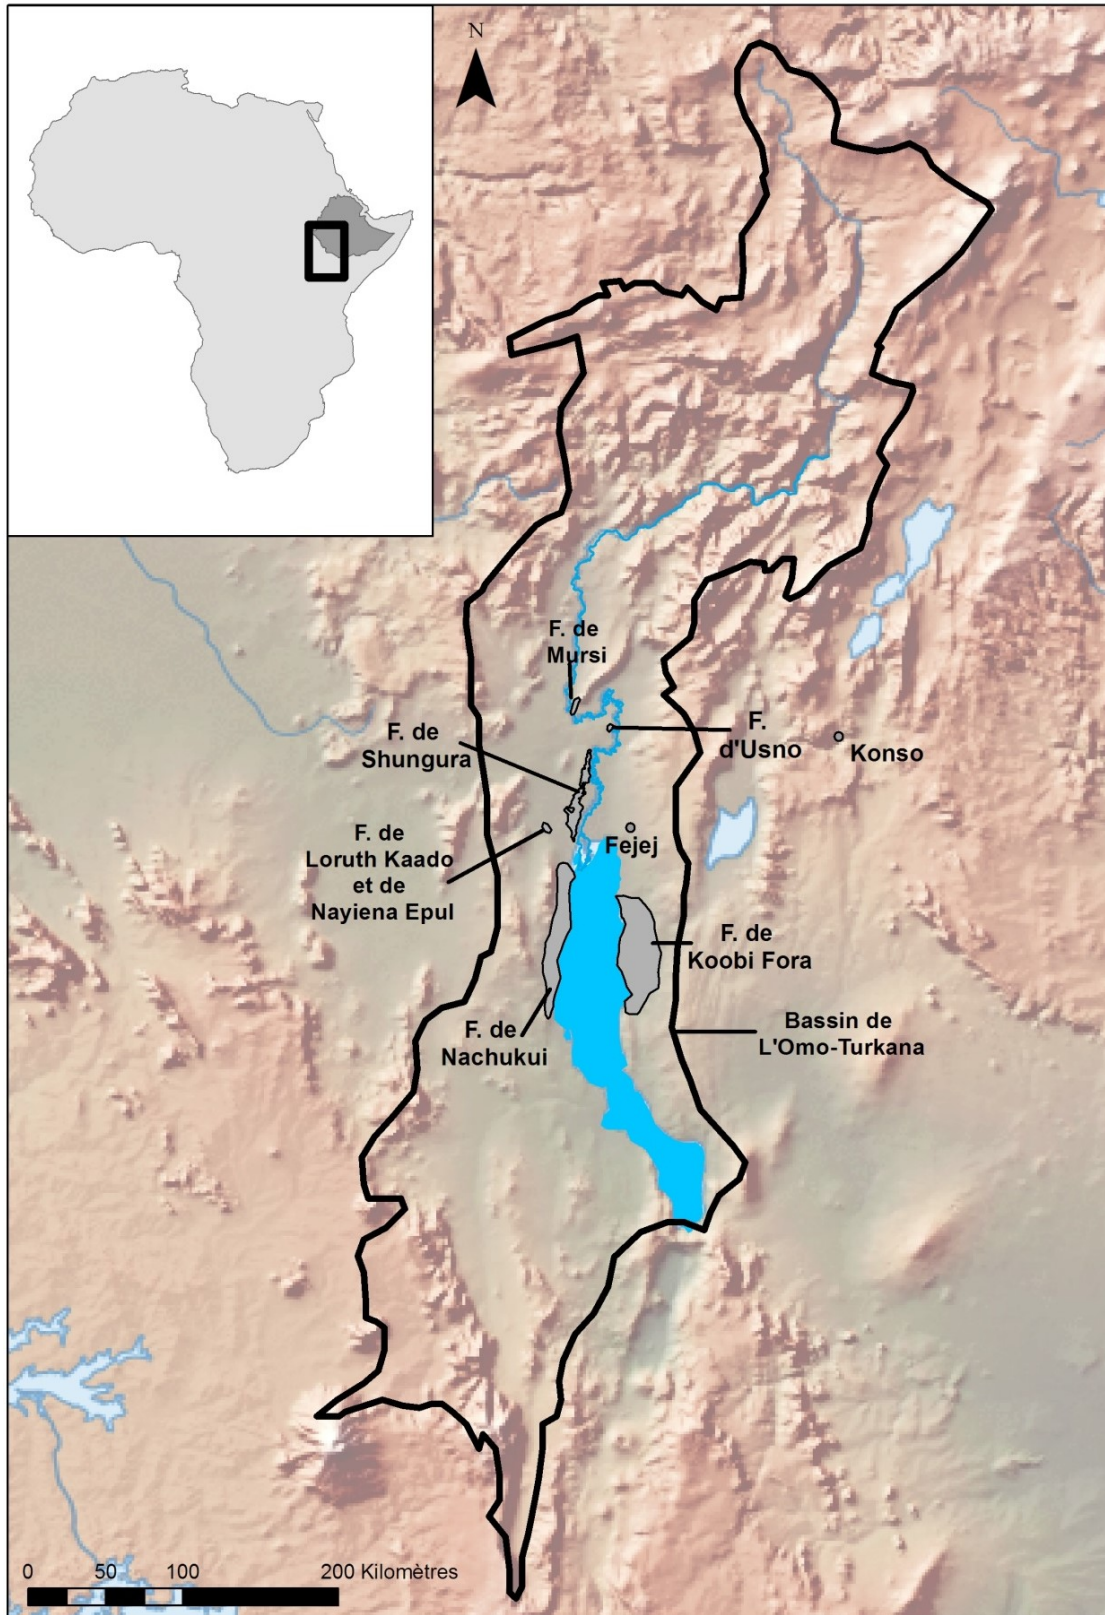 N
F. de
Mursi
F. de
Shungura
F.
d'Usno
Konso
F. de
Loruth Kaado
et de
Nayiena Epul
Fejej
F. de
Koobi Fora
F. de
Nachukui
Bassin de
L'Omo-Turkana
0 50 100 200 Kilomètres